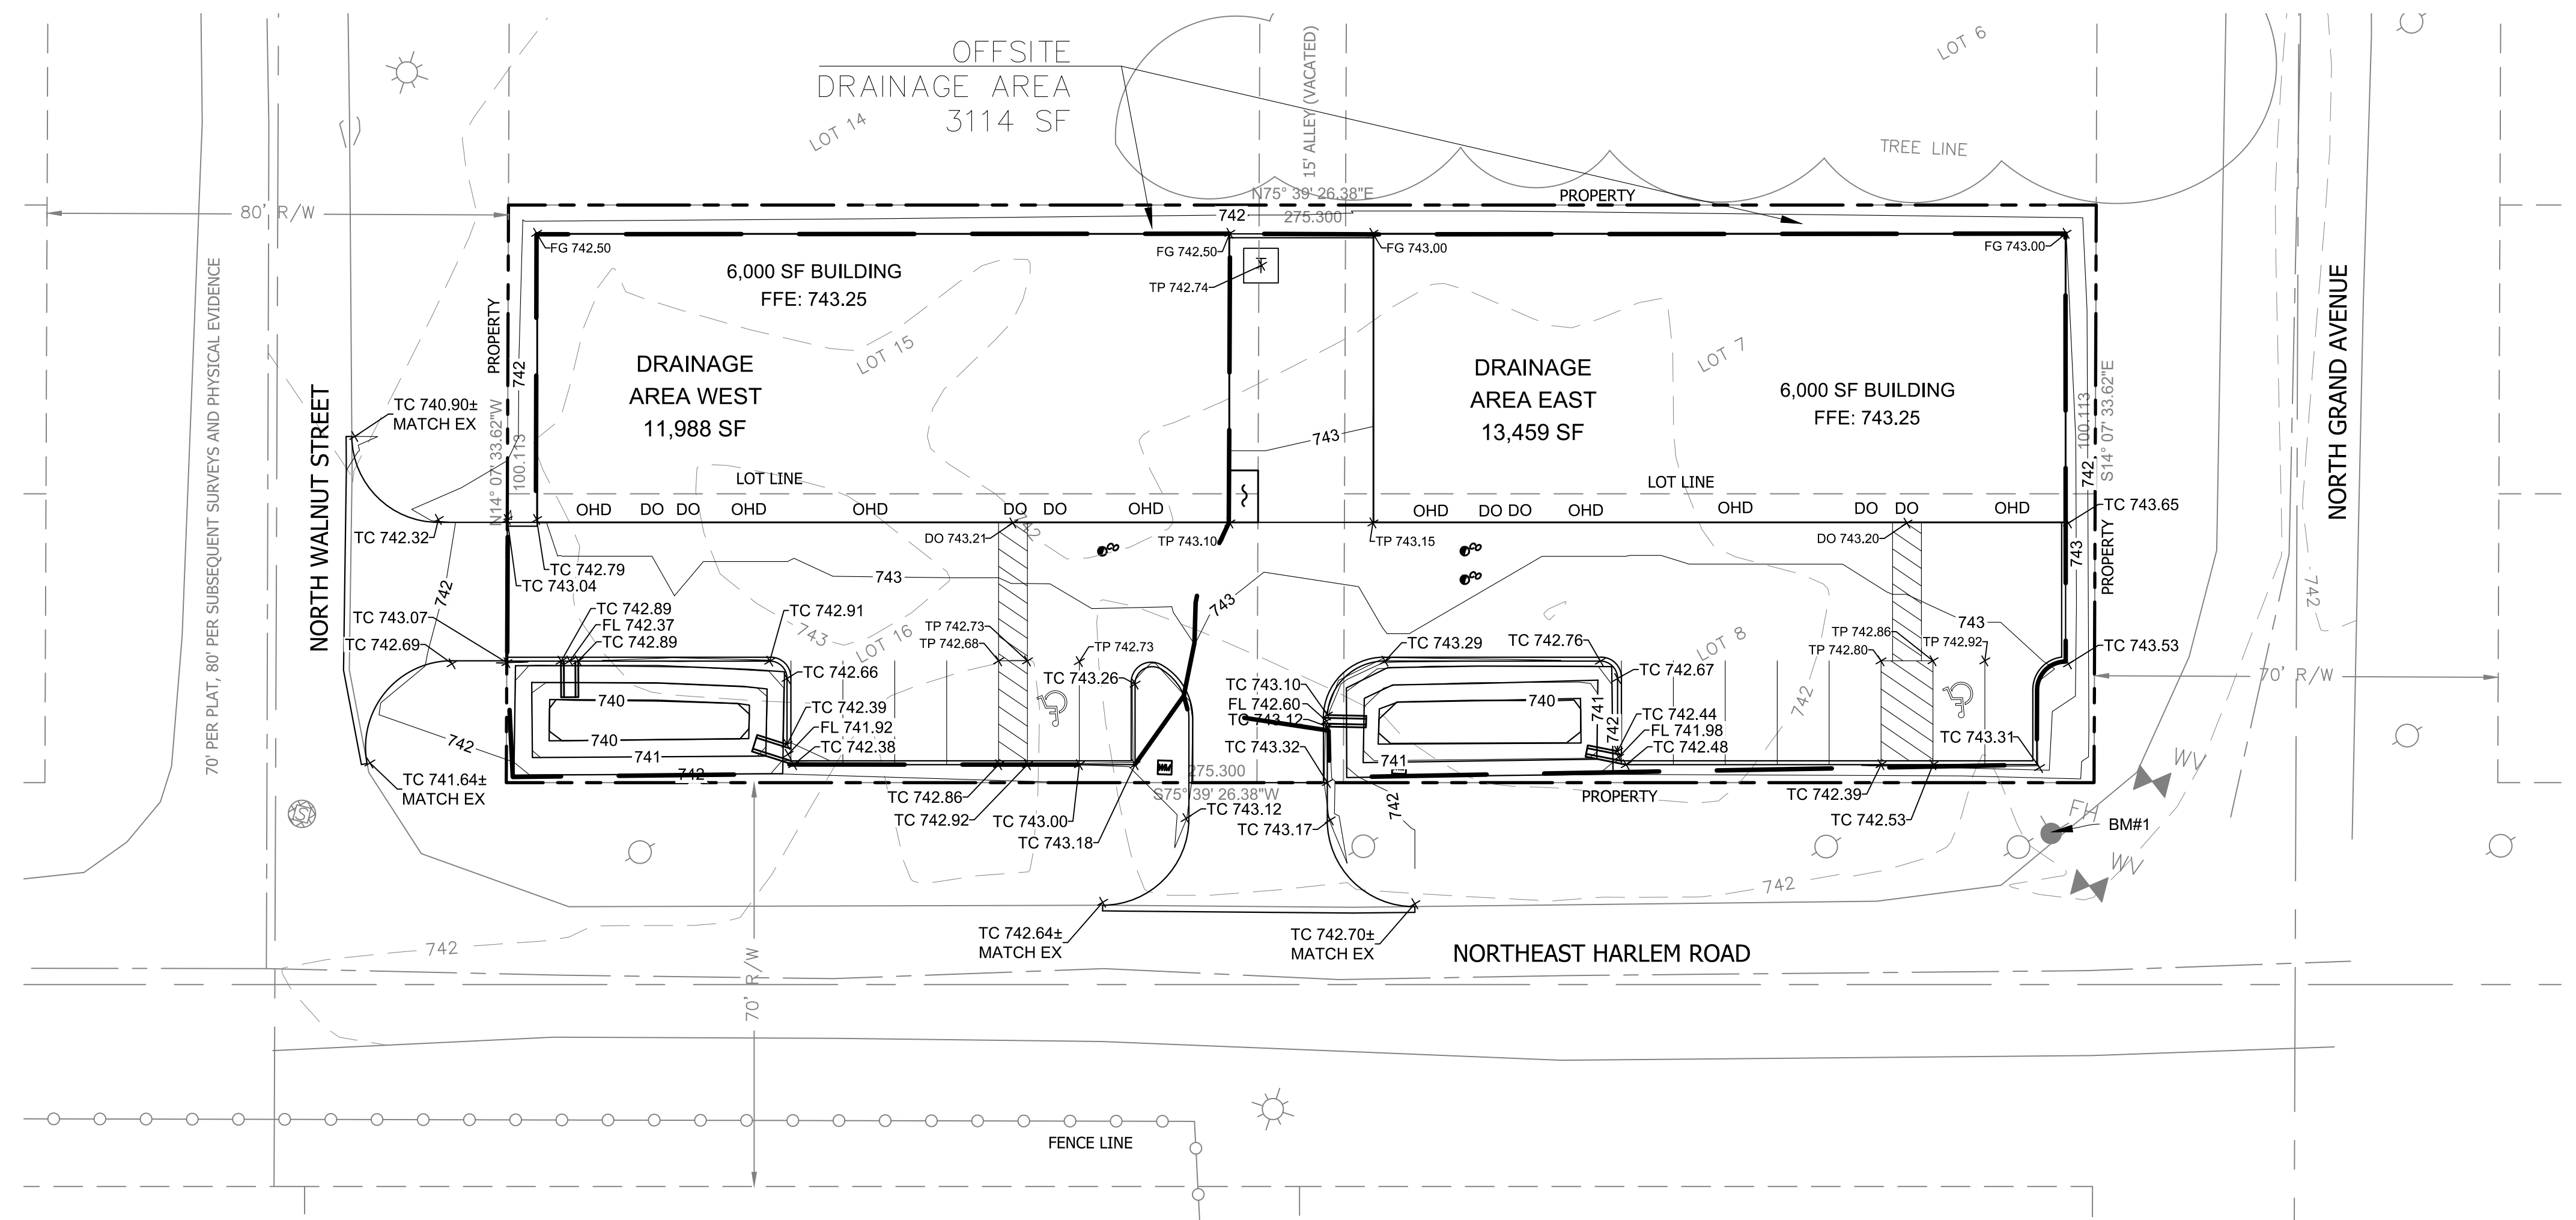 OFFSITE
DRAINAGE AREA
3114 SF
LOT 14
15' ALLEY (VACATED)
LOT 6
TREE LINE
80' R/W
N75° 39' 26.38"E
275.300
PROPERTY
742
FG 742.50
FG 742.50
FG 743.00
FG 743.00
6,000 SF BUILDING
FFE: 743.25
TP 742.74
PROPERTY
742
LOT 15
DRAINAGE
AREA WEST
11,988 SF
LOT 7
DRAINAGE
AREA EAST
13,459 SF
6,000 SF BUILDING
FFE: 743.25
70' PER PLAT, 80' PER SUBSEQUENT SURVEYS AND PHYSICAL EVIDENCE
NORTH WALNUT STREET
NORTH GRAND AVENUE
TC 740.90±
MATCH EX
N14° 07' 33.62"W
100.113
100.113
S14° 07' 33.62"E
742
743
LOT LINE
LOT LINE
OHD DO DO OHD OHD DO DO OHD
OHD DO DO OHD OHD DO DO OHD
TC 743.65
TC 742.32
DO 743.21
742
TP 743.10
TP 743.15
DO 743.20
743
PROPERTY
TC 742.79
TC 743.04
743
742
TC 743.07
TC 742.69
TC 742.89
FL 742.37
TC 742.89
TC 742.91
743
LOT 16
TP 742.73
TP 742.68
TP 742.73
743
TC 743.29
TC 742.76
LOT 8
TP 742.86
TP 742.80
TP 742.92
743
TC 743.53
TC 742.66
TC 743.26
TC 742.67
70' R/W
742
742
740
TC 742.39
FL 741.92
TC 742.38
740
741
742
742
TC 743.10
FL 742.60
TC 743.12
TC 743.32
740
741
742
741
TC 742.44
FL 741.98
TC 742.48
742
TC 743.31
TC 741.64±
MATCH EX
275.300
S75° 39' 26.38"W
TC 742.86
TC 742.92
TC 743.00
TC 743.18
TC 743.12
TC 743.17
742
PROPERTY
TC 742.39
TC 742.53
WV
FH
BM#1
WV
S
742
742
TC 742.64±
MATCH EX
TC 742.70±
MATCH EX
NORTHEAST HARLEM ROAD
70' R/W
FENCE LINE